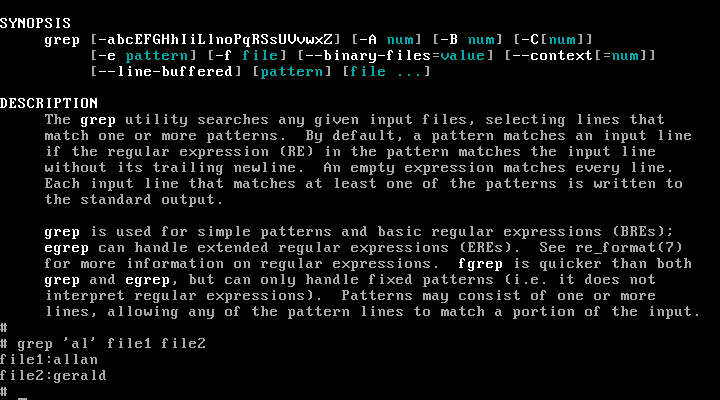 SYNOPSIS
grep [-abcEFGHhIiLlnoPqRSsUVvwxZ] [-A num] [-B num] [-C[num]]
[-e pattern] [-f file] [--binary-files=value] [--context[=num]]
[--line-buffered] [pattern] [file ...]
DESCRIPTION
The grep utility searches any given input files, selecting lines that
match one or more patterns. By default, a pattern matches an input line
if the regular expression (RE) in the pattern matches the input line
without its trailing newline. An empty expression matches every line.
Each input line that matches at least one of the patterns is written to
the standard output.
grep is used for simple patterns and basic regular expressions (BREs);
egrep can handle extended regular expressions (EREs). See re_format(7)
for more information on regular expressions. fgrep is quicker than both
grep and egrep, but can only handle fixed patterns (i.e. it does not
interpret regular expressions). Patterns may consist of one or more
lines, allowing any of the pattern lines to match a portion of the input.
#
# grep 'al' file1 file2
file1:allan
file2:gerald
# _